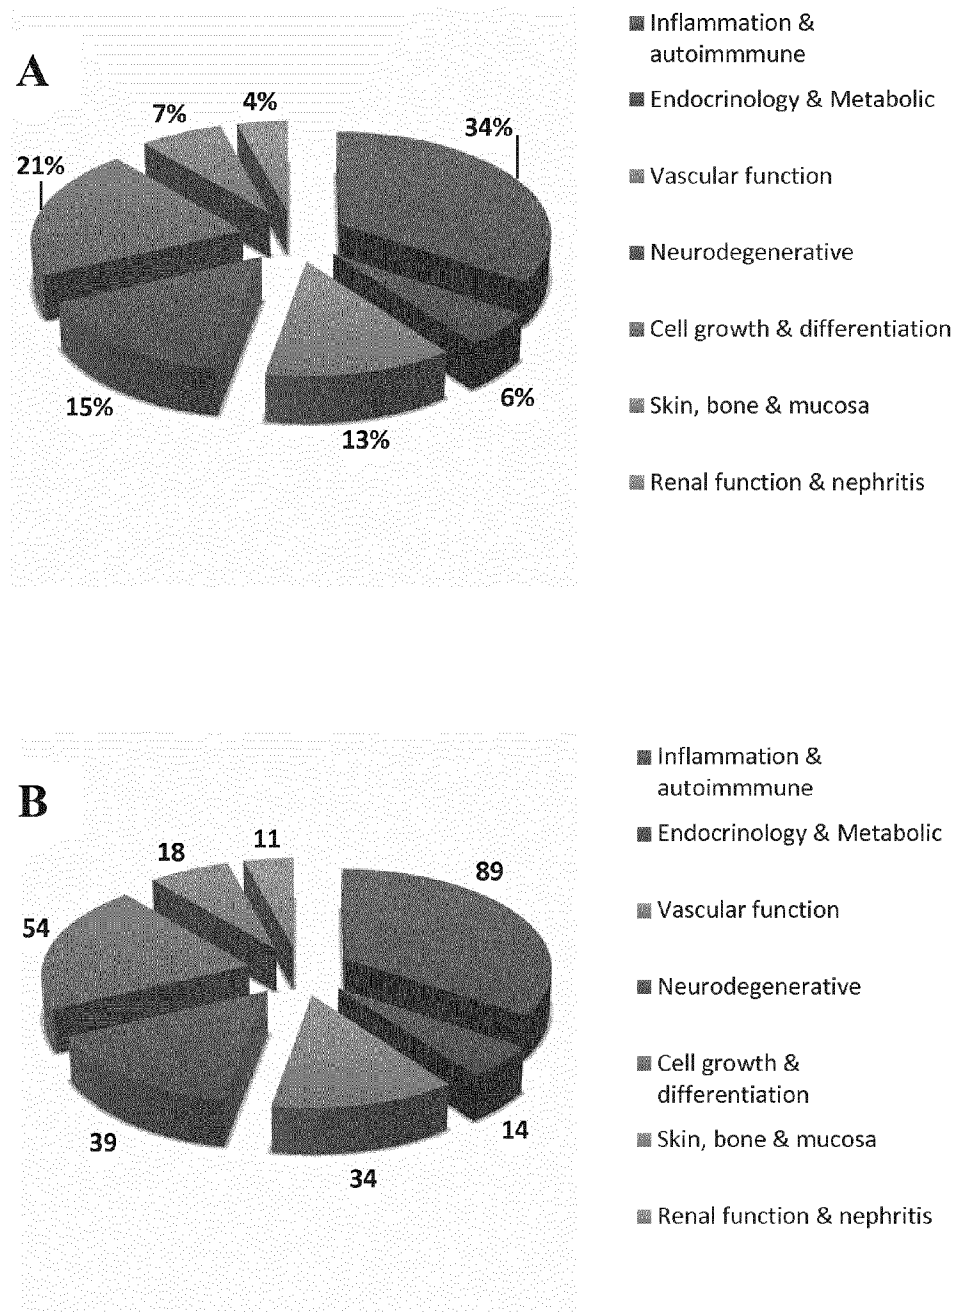 A
7%
4%
34%
21%
15%
13%
6%
Inflammation &
autoimmmune
Endocrinology & Metabolic
Vascular function
Neurodegenerative
Cell growth & differentiation
Skin, bone & mucosa
Renal function & nephritis
B
18
11
89
54
39
34
14
Inflammation &
autoimmmune
Endocrinology & Metabolic
Vascular function
Neurodegenerative
Cell growth &
differentiation
Skin, bone & mucosa
Renal function & nephritis